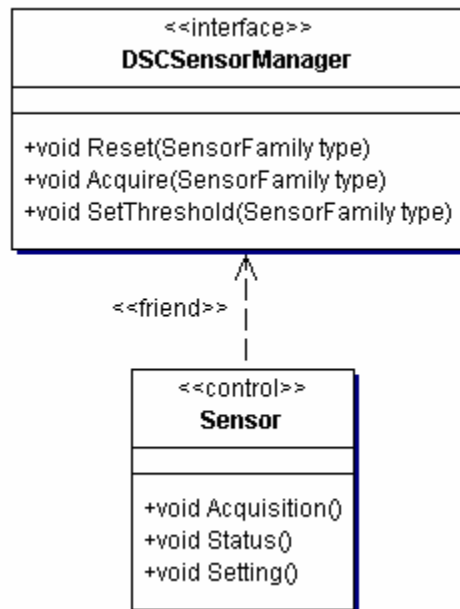 <<interface>>
DSCSensorManager
+void Reset(SensorFamily type)
+void Acquire(SensorFamily type)
+void SetThreshold(SensorFamily type)
<<friend>>
<<control>>
Sensor
+void Acquisition()
+void Status()
+void Setting()